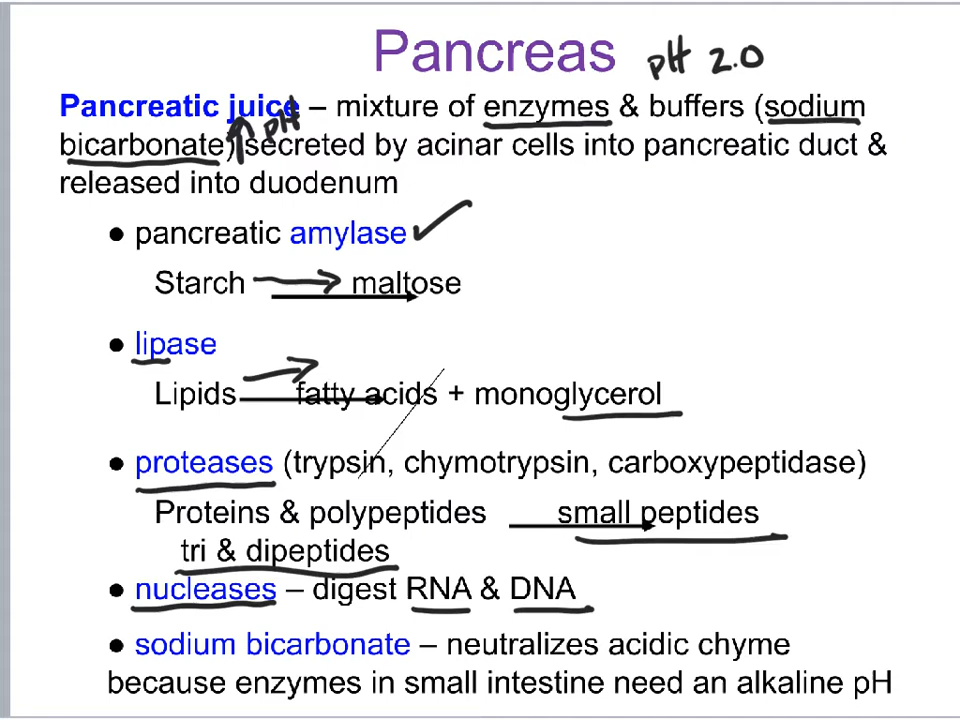 Pancreas pH 2.0
Pancreatic juice – mixture of enzymes & buffers (sodium
bicarbonate) ↑ pH secreted by acinar cells into pancreatic duct &
released into duodenum
● pancreatic amylase ✓
Starch → maltose
● lipase
Lipids → fatty acids + monoglycerol
● proteases (trypsin, chymotrypsin, carboxypeptidase)
Proteins & polypeptides → small peptides
tri & dipeptides
● nucleases – digest RNA & DNA
● sodium bicarbonate – neutralizes acidic chyme
because enzymes in small intestine need an alkaline pH